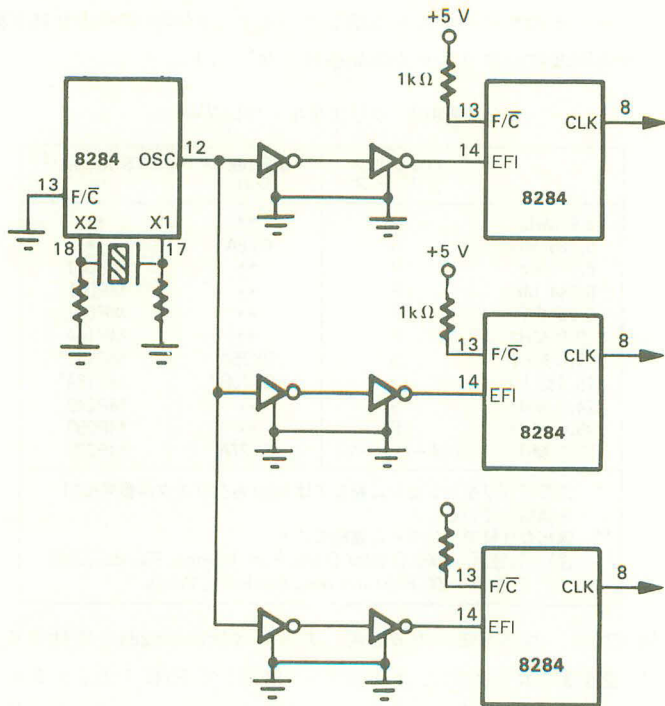 +5 V
1kΩ
13
F/C̅
CLK
8
14
EFI
8284
8284
OSC
12
13
F/C̅
X2
X1
18
17
+5 V
1kΩ
13
F/C̅
CLK
8
14
EFI
8284
13
F/C̅
CLK
8
14
EFI
8284